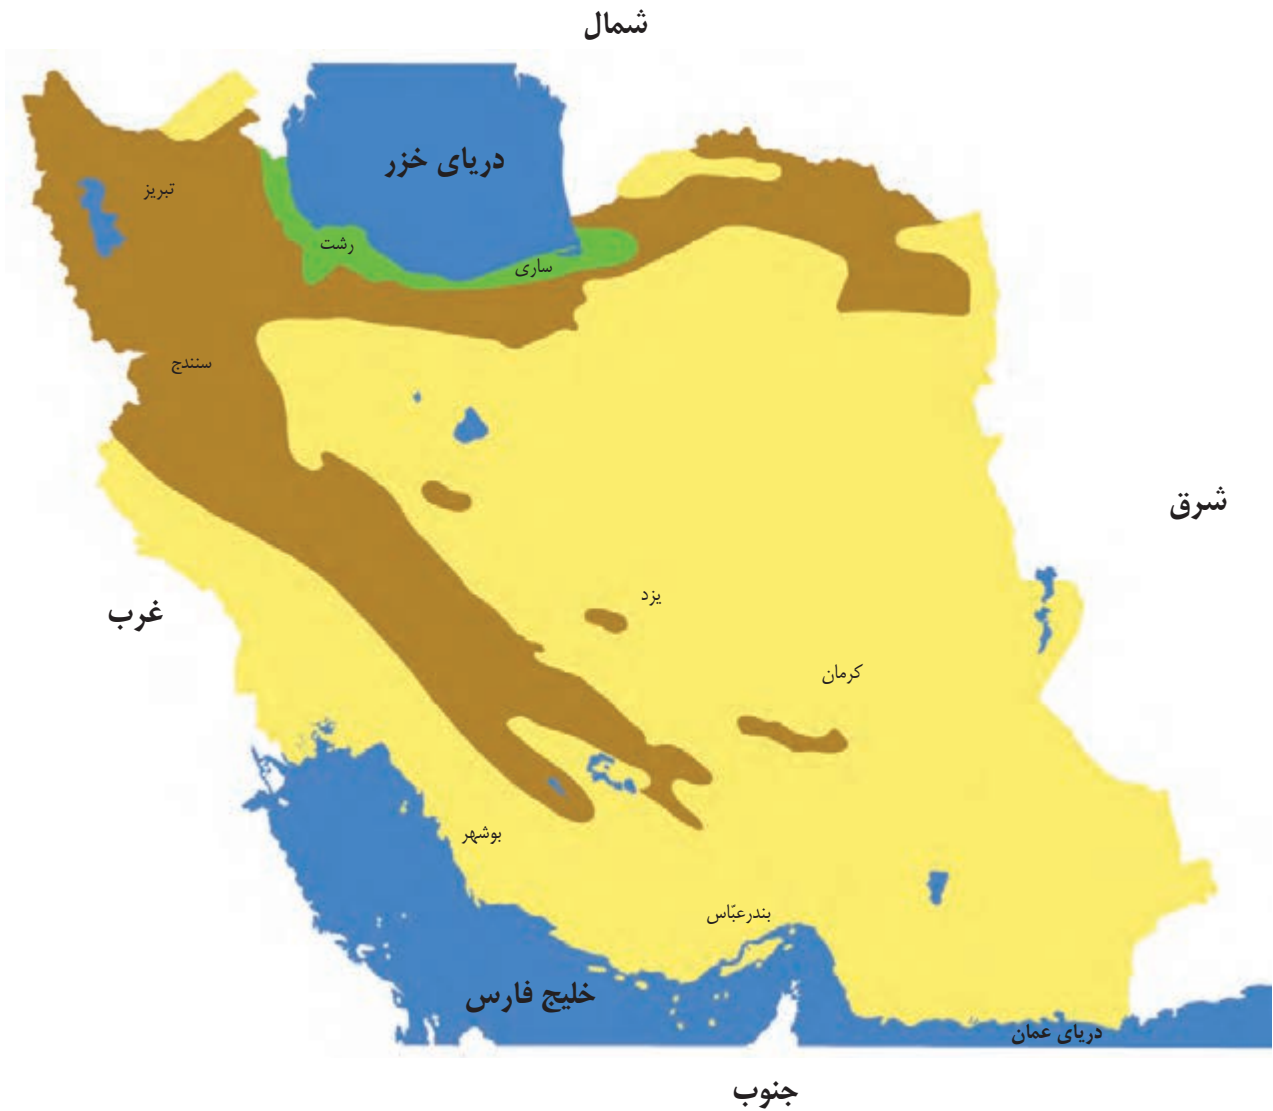 شمال
دریای خزر
تبریز
رشت
ساری
سنندج
شرق
یزد
غرب
کرمان
بوشهر
بندرعبّاس
خلیج فارس
دریای عمان
جنوب